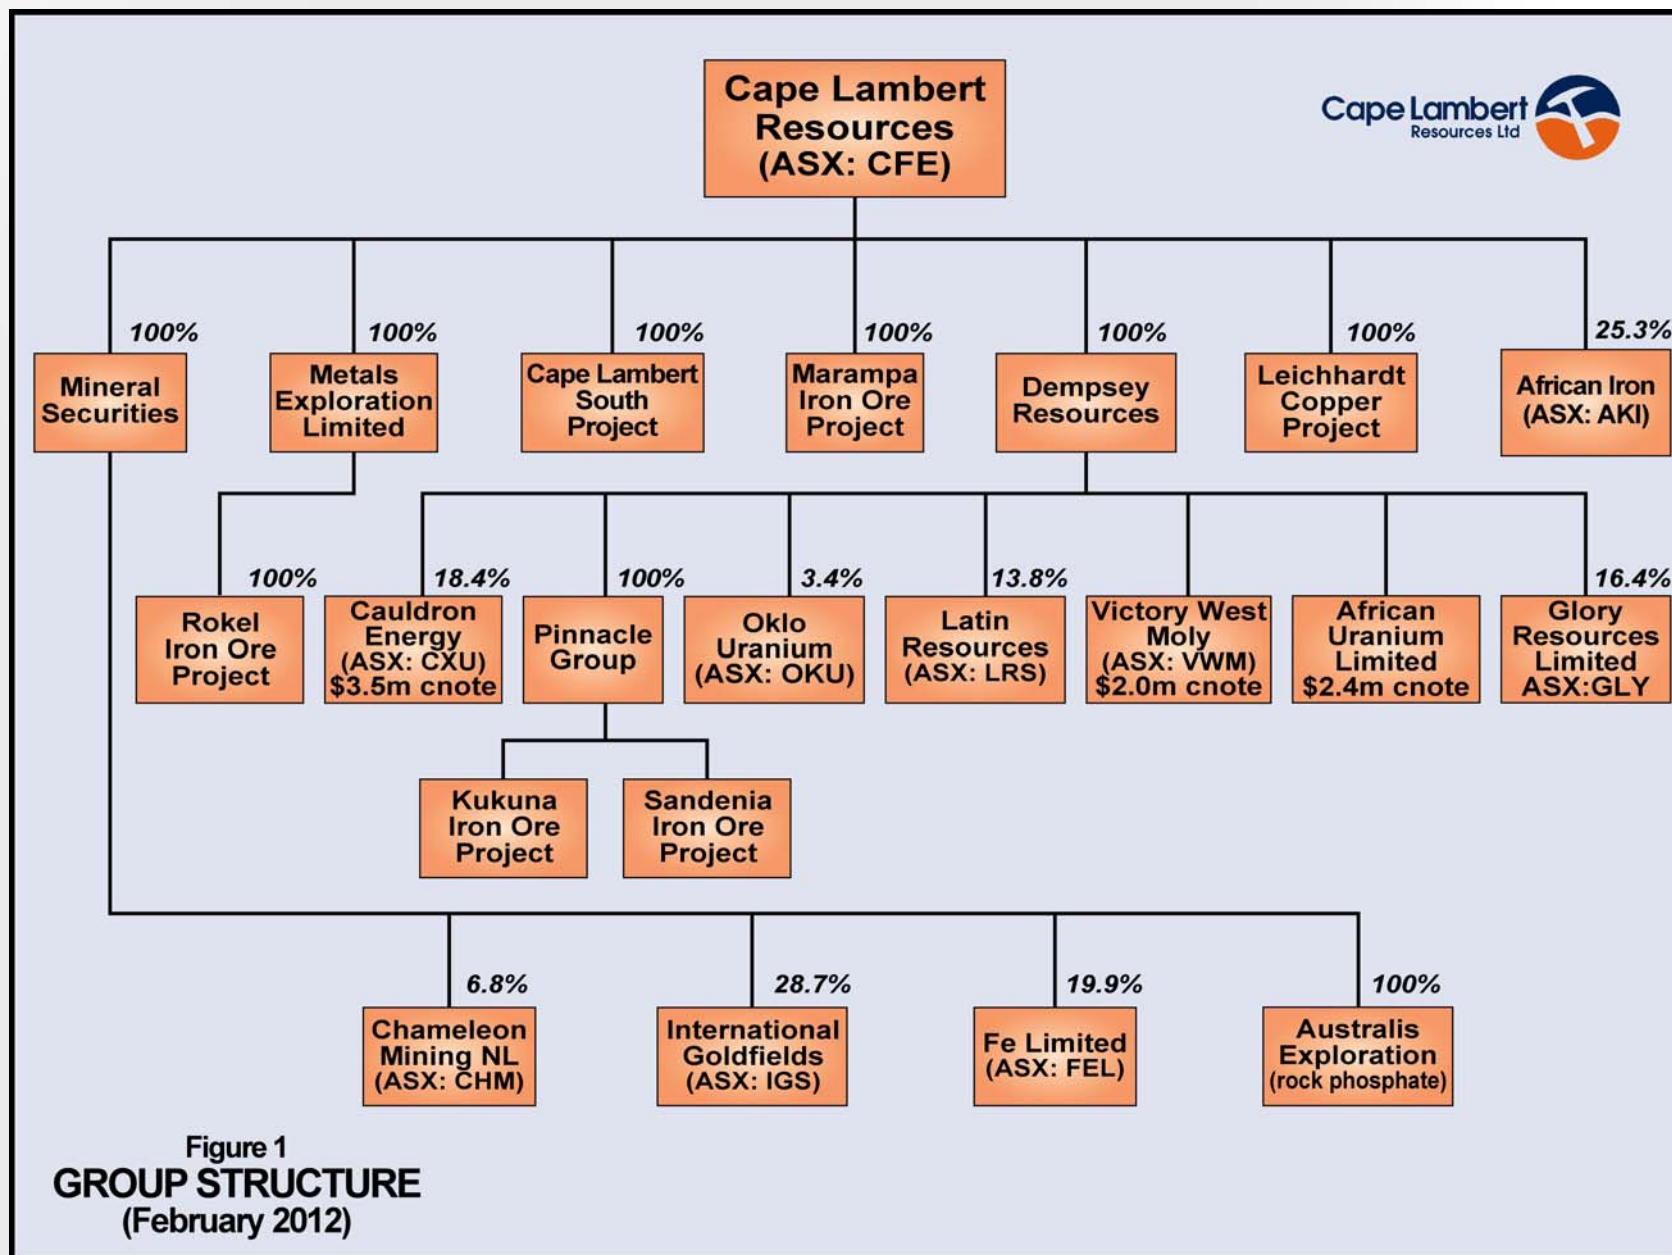 Cape Lambert
Resources
(ASX: CFE)
Cape Lambert
Resources Ltd
100%
100%
100%
100%
100%
100%
25.3%
Mineral
Securities
Metals
Exploration
Limited
Cape Lambert
South
Project
Marampa
Iron Ore
Project
Dempsey
Resources
Leichhardt
Copper
Project
African Iron
(ASX: AKI)
100%
18.4%
100%
3.4%
13.8%
16.4%
Rokel
Iron Ore
Project
Cauldron
Energy
(ASX: CXU)
$3.5m cnote
Pinnacle
Group
Oklo
Uranium
(ASX: OKU)
Latin
Resources
(ASX: LRS)
Victory West
Moly
(ASX: VWM)
$2.0m cnote
African
Uranium
Limited
$2.4m cnote
Glory
Resources
Limited
ASX:GLY
Kukuna
Iron Ore
Project
Sandenia
Iron Ore
Project
6.8%
28.7%
19.9%
100%
Chameleon
Mining NL
(ASX: CHM)
International
Goldfields
(ASX: IGS)
Fe Limited
(ASX: FEL)
Australis
Exploration
(rock phosphate)
Figure 1
GROUP STRUCTURE
(February 2012)